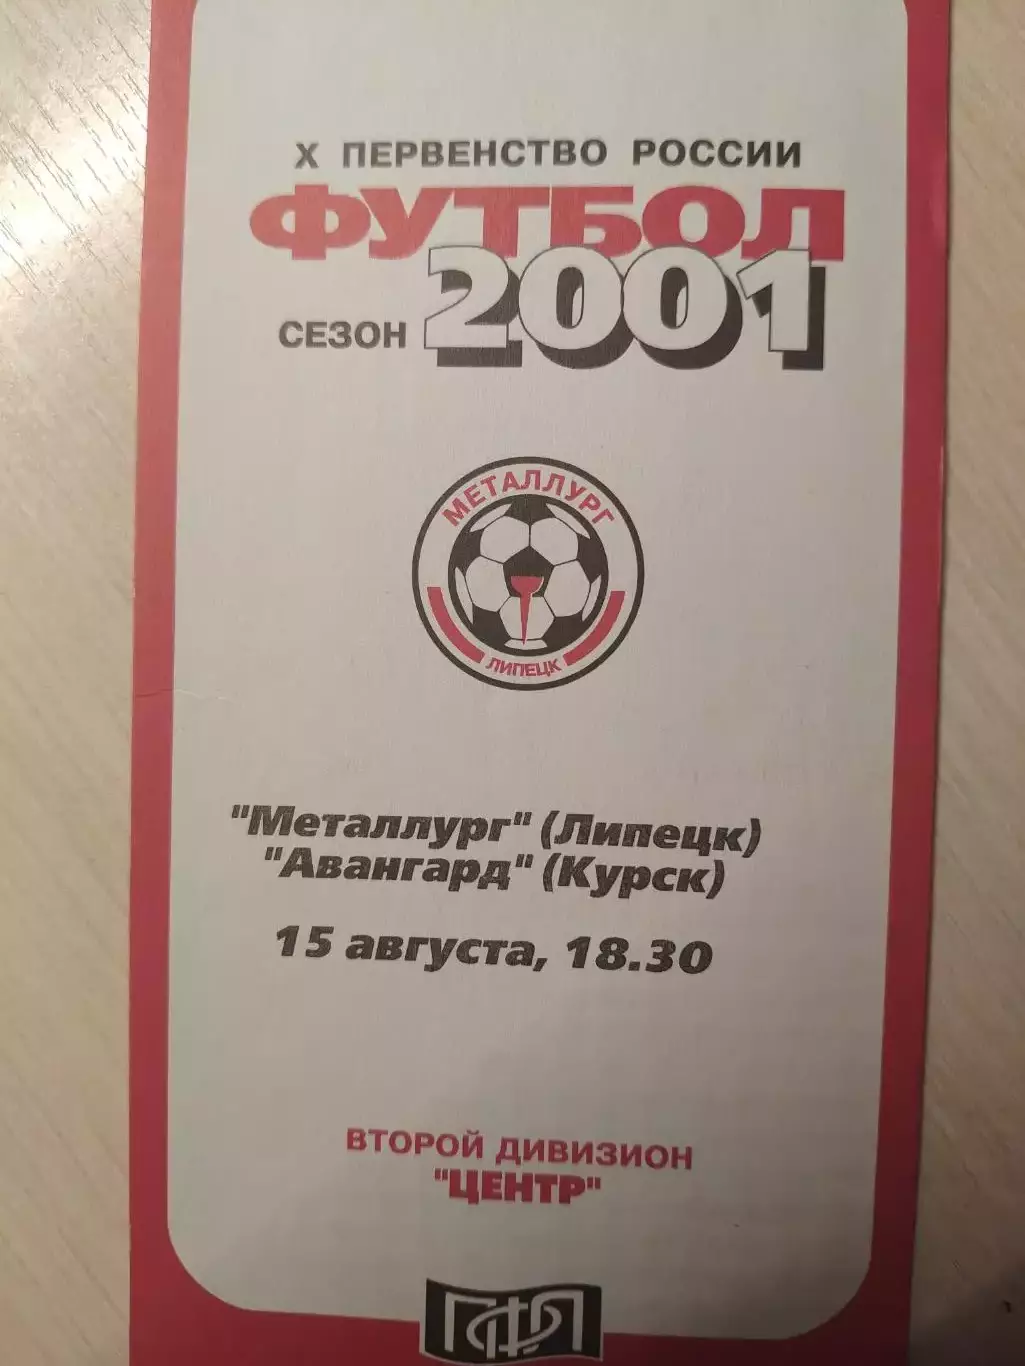 X ПЕРВЕНСТВО РОССИИ
ФУТБОЛ
СЕЗОН 2001
МЕТАЛЛУРГ
ЛИПЕЦК
"Металлург" (Липецк)
"Авангард" (Курск)
15 августа, 18.30
ВТОРОЙ ДИВИЗИОН
"ЦЕНТР"
ПФЛ